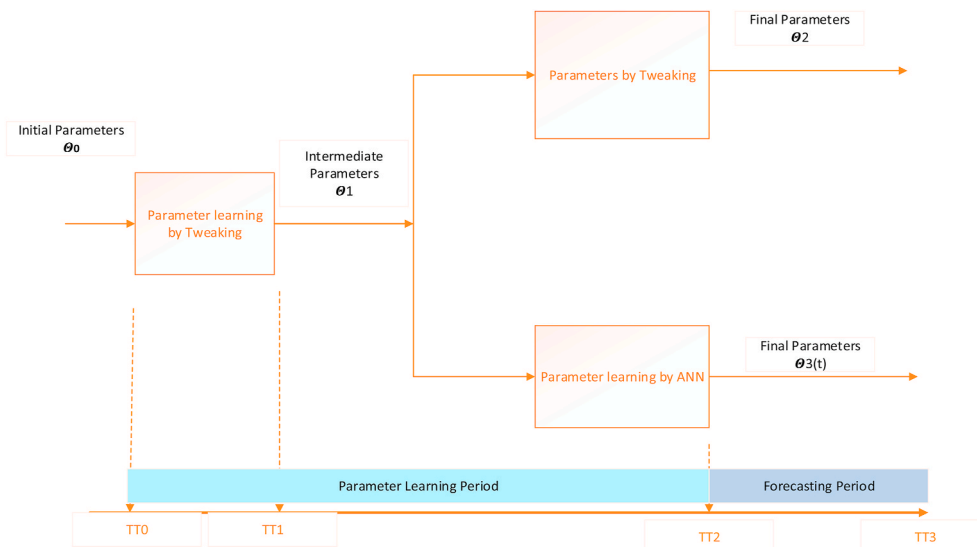 Final Parameters
𝜣2
Parameters by Tweaking
Initial Parameters
𝜣0
Intermediate
Parameters
𝜣1
Parameter learning
by Tweaking
Final Parameters
𝜣3(t)
Parameter learning by ANN
Parameter Learning Period
Forecasting Period
TT0
TT1
TT2
TT3